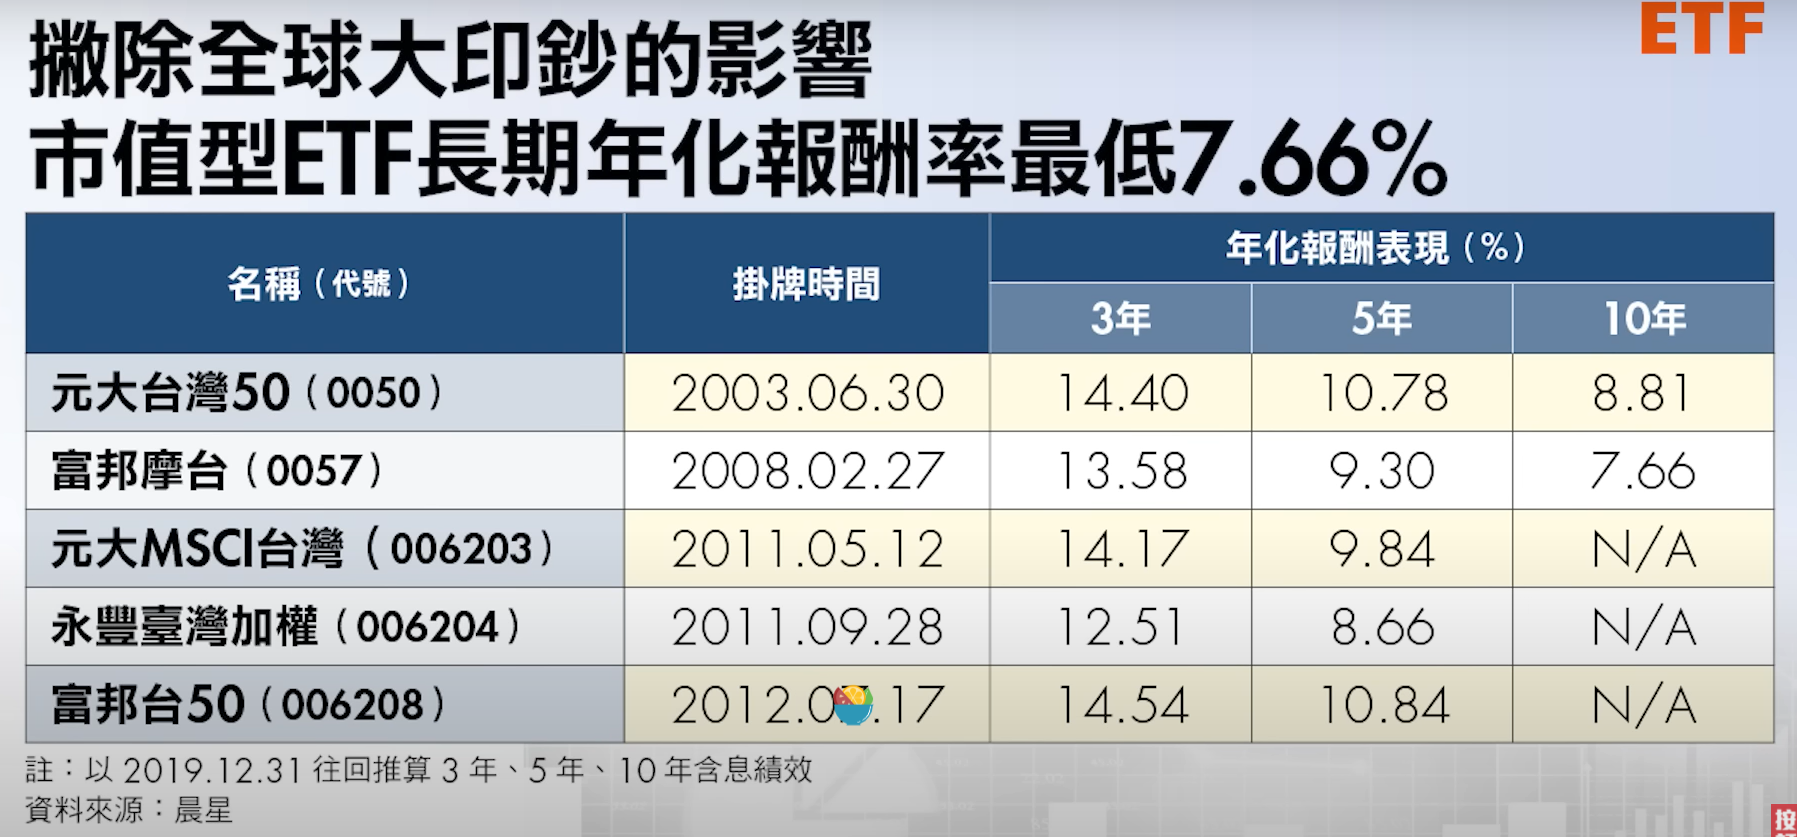 ETF
撇除全球大印鈔的影響
市值型ETF長期年化報酬率最低7.66%
名稱（代號） 掛牌時間 年化報酬表現（%）
3年 5年 10年
元大台灣50（0050） 2003.06.30 14.40 10.78 8.81
富邦摩台（0057） 2008.02.27 13.58 9.30 7.66
元大MSCI台灣（006203） 2011.05.12 14.17 9.84 N/A
永豐臺灣加權（006204） 2011.09.28 12.51 8.66 N/A
富邦台50（006208） 2012.0 .17 14.54 10.84 N/A
註：以 2019.12.31 往回推算 3 年、5 年、10 年含息績效
資料來源：晨星
按